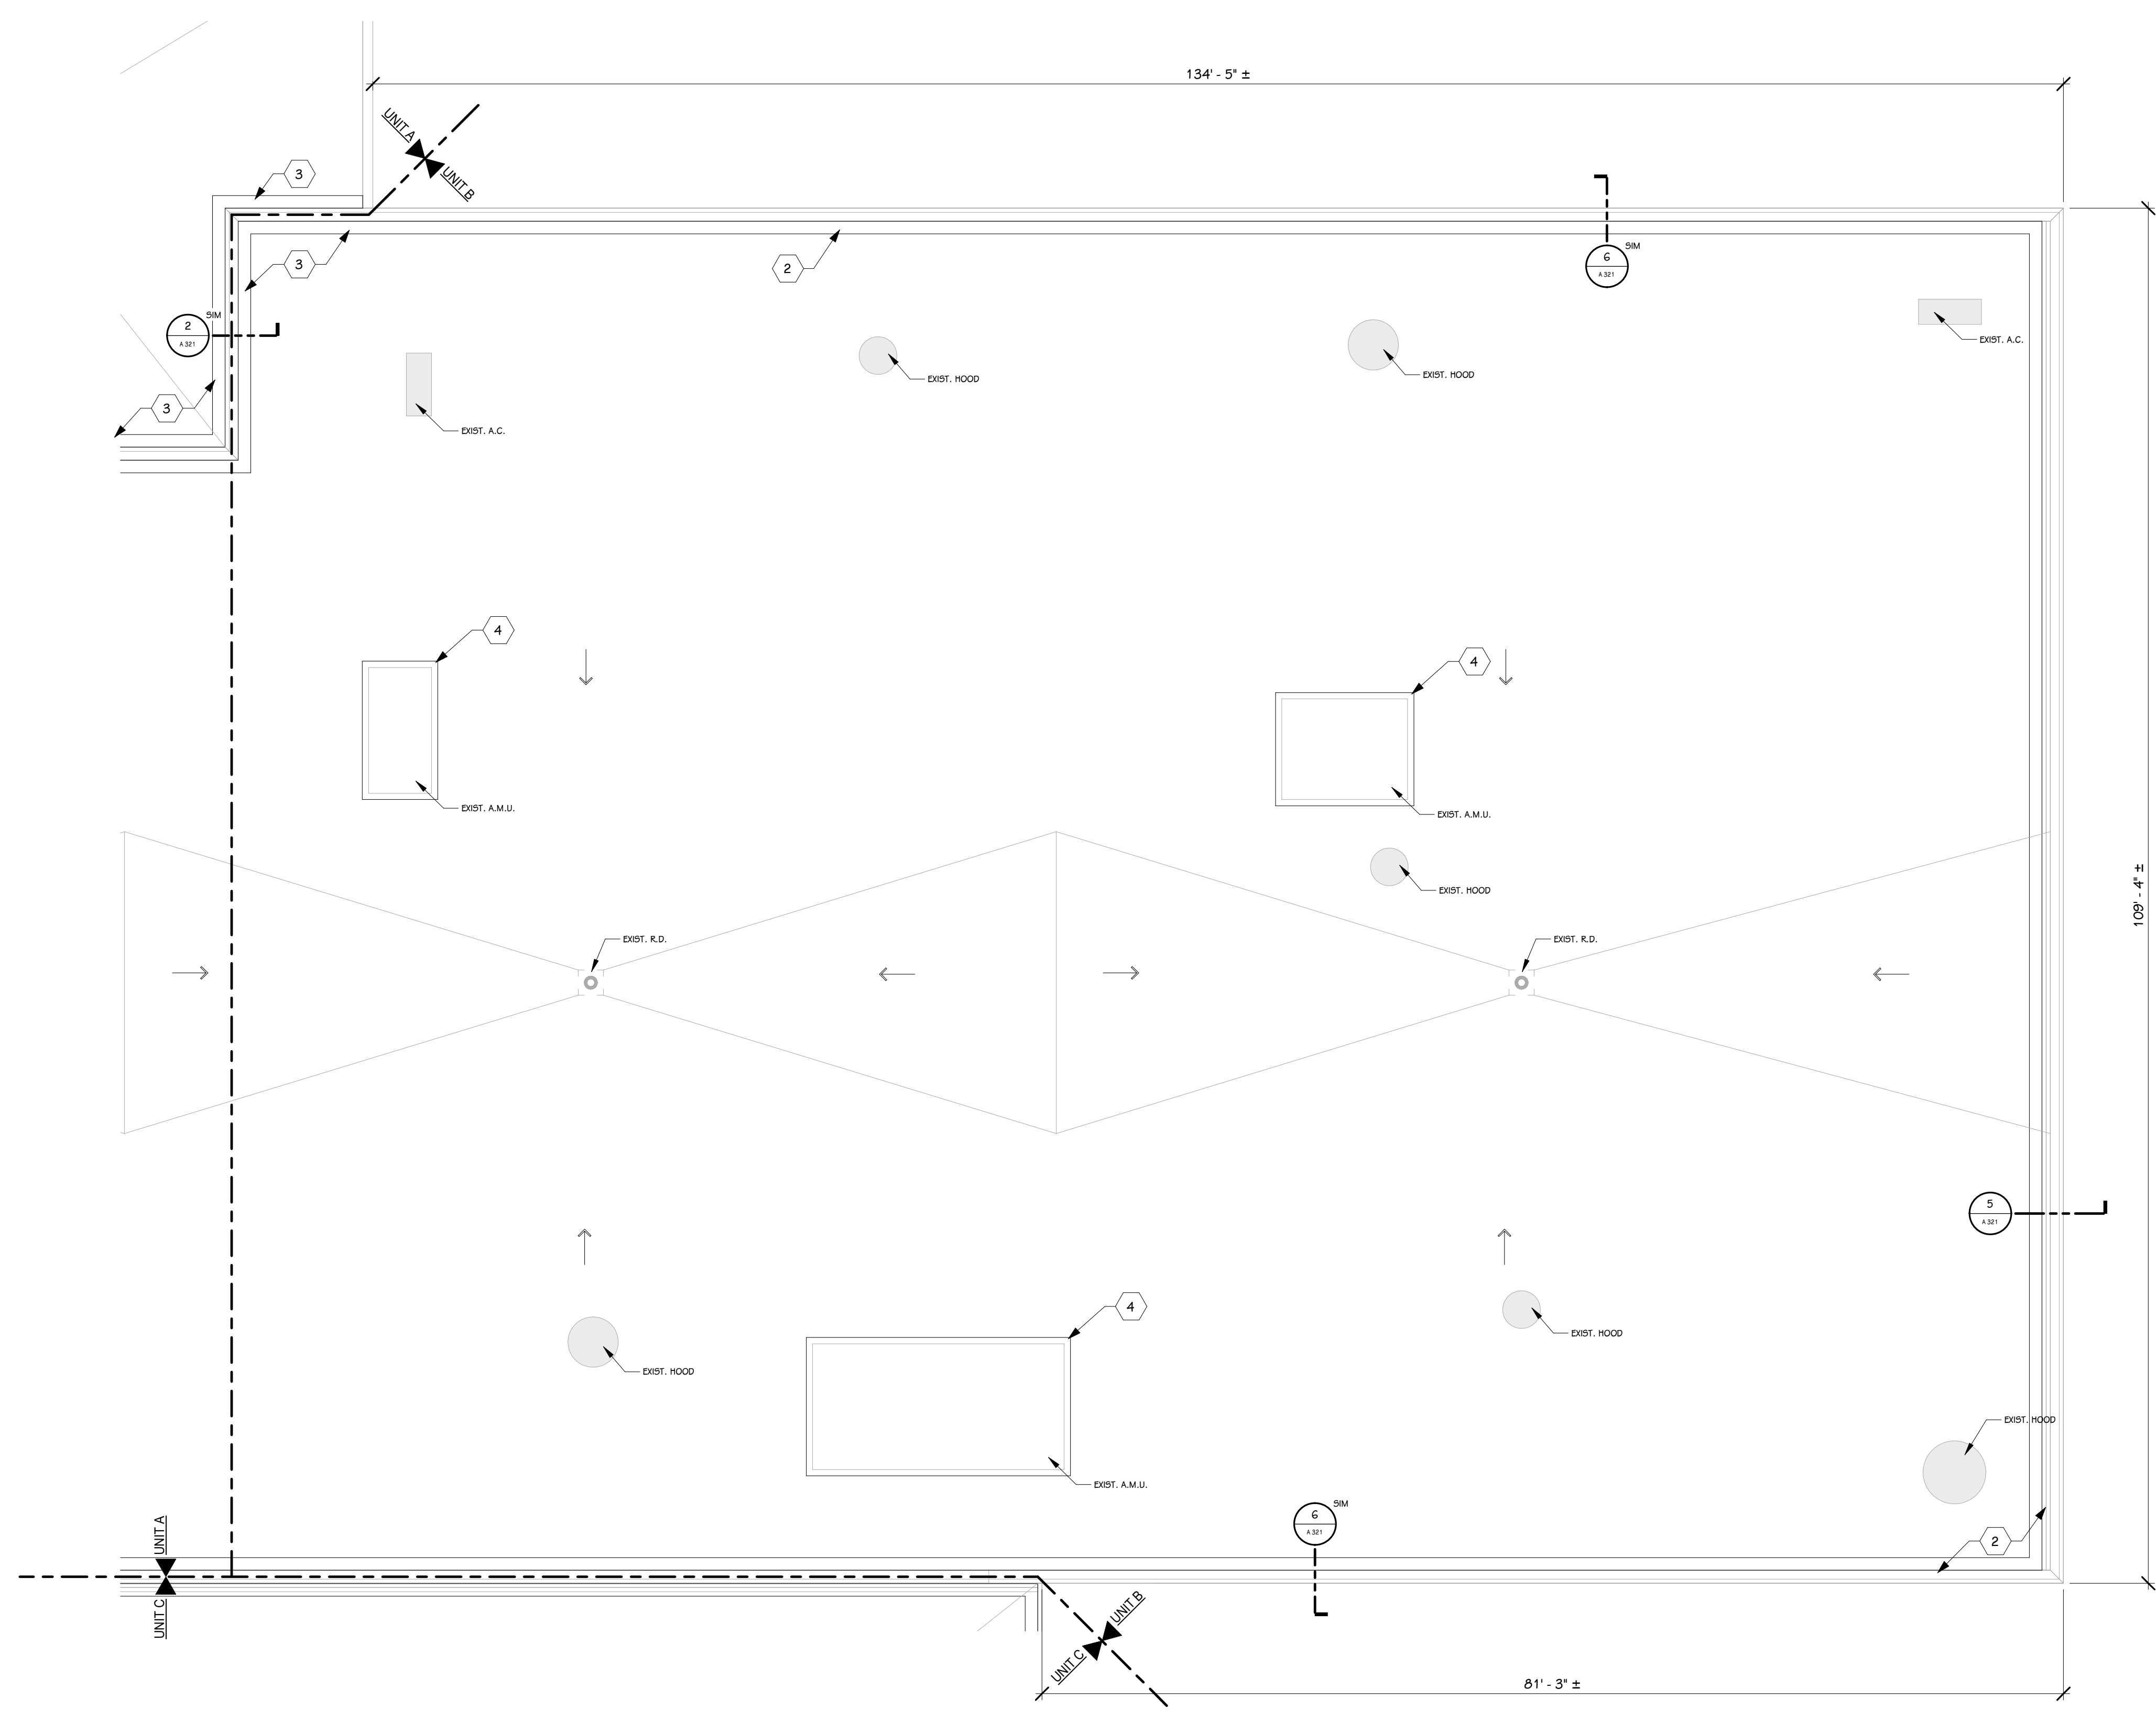 134' - 5" ±
UNIT A
UNIT B
3
SIM
6
A 321
3
2
SIM
2
A 321
EXIST. A.C.
EXIST. HOOD
EXIST. HOOD
3
EXIST. A.C.
4
4
EXIST. A.M.U.
EXIST. A.M.U.
109' - 4" ±
EXIST. HOOD
EXIST. R.D.
EXIST. R.D.
5
A 321
4
EXIST. HOOD
EXIST. HOOD
EXIST. HOOD
EXIST. A.M.U.
SIM
6
A 321
UNIT A
2
UNIT C
UNIT B
UNIT C
81' - 3" ±